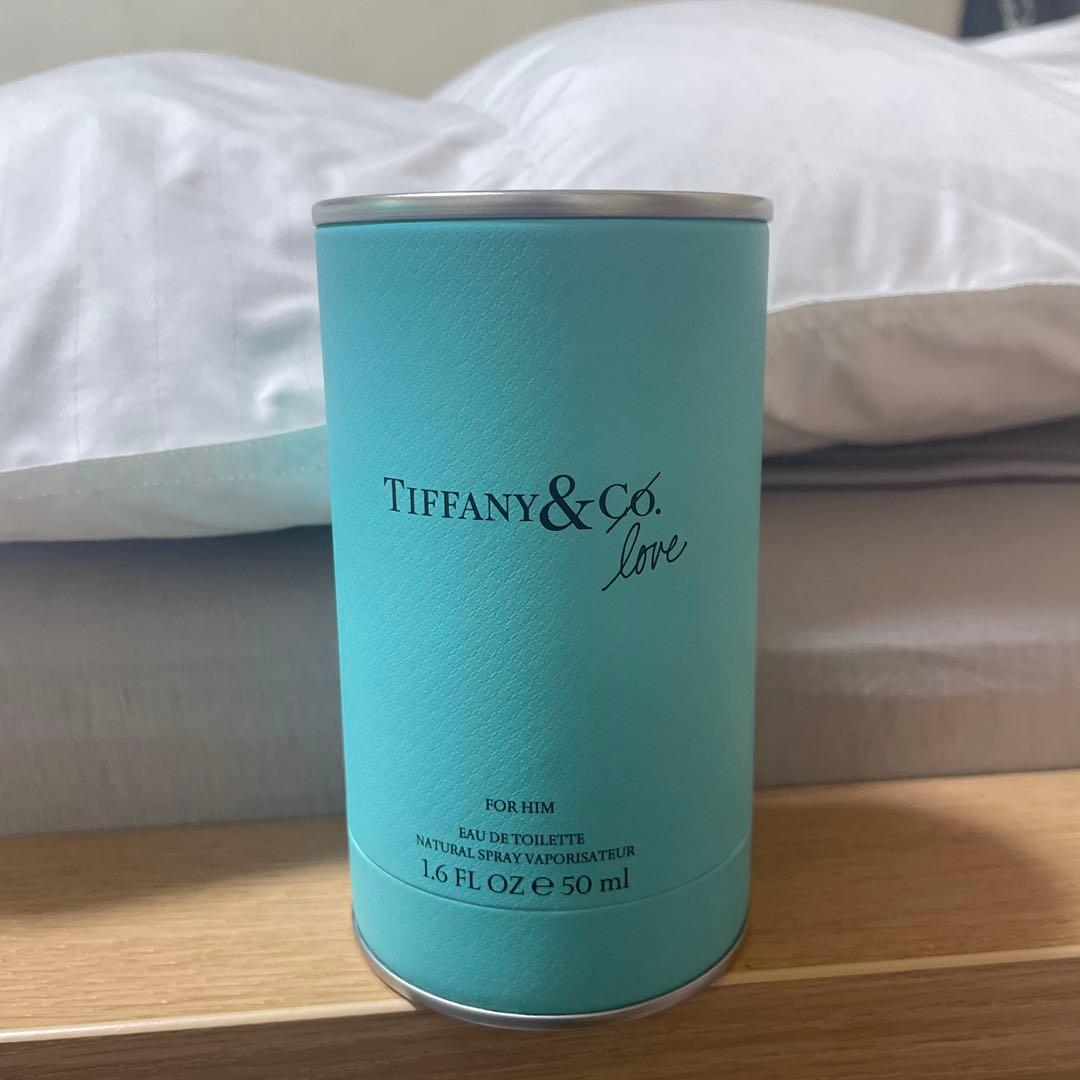 TIFFANY & CO.
love
FOR HIM
EAU DE TOILETTE
NATURAL SPRAY VAPORISATEUR
1.6 FL OZ ℮ 50 ml